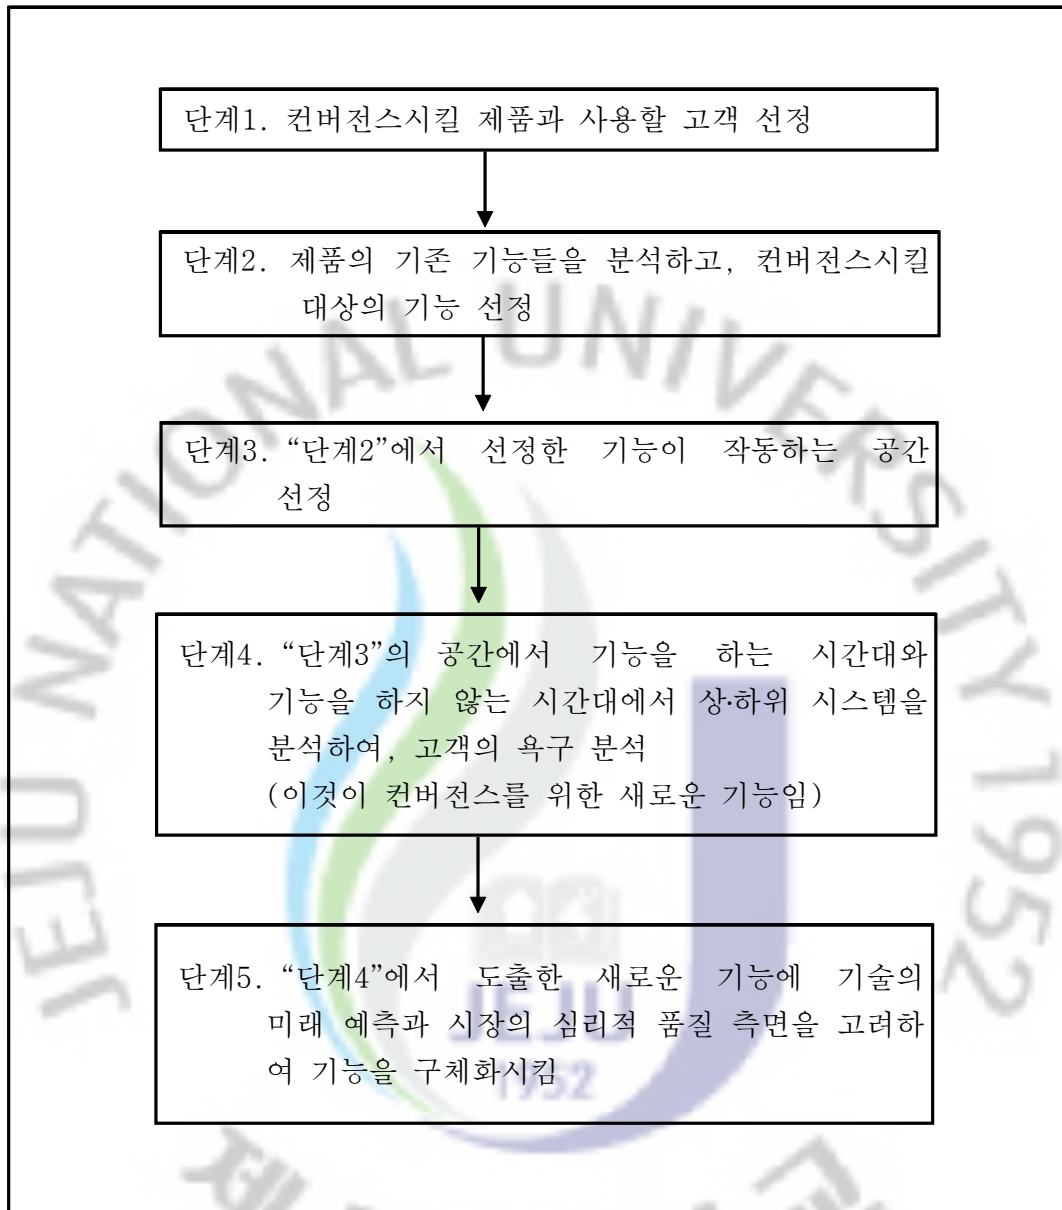 단계1. 컨버전스시킬 제품과 사용할 고객 선정
단계2. 제품의 기존 기능들을 분석하고, 컨버전스시킬
대상의 기능 선정
단계3. “단계2”에서 선정한 기능이 작동하는 공간
선정
단계4. “단계3”의 공간에서 기능을 하는 시간대와
기능을 하지 않는 시간대에서 상·하위 시스템을
분석하여, 고객의 욕구 분석
(이것이 컨버전스를 위한 새로운 기능임)
단계5. “단계4”에서 도출한 새로운 기능에 기술의
미래 예측과 시장의 심리적 품질 측면을 고려하
여 기능을 구체화시킴
JEJU NATIONAL UNIVERSITY 1952
JEJU
1952